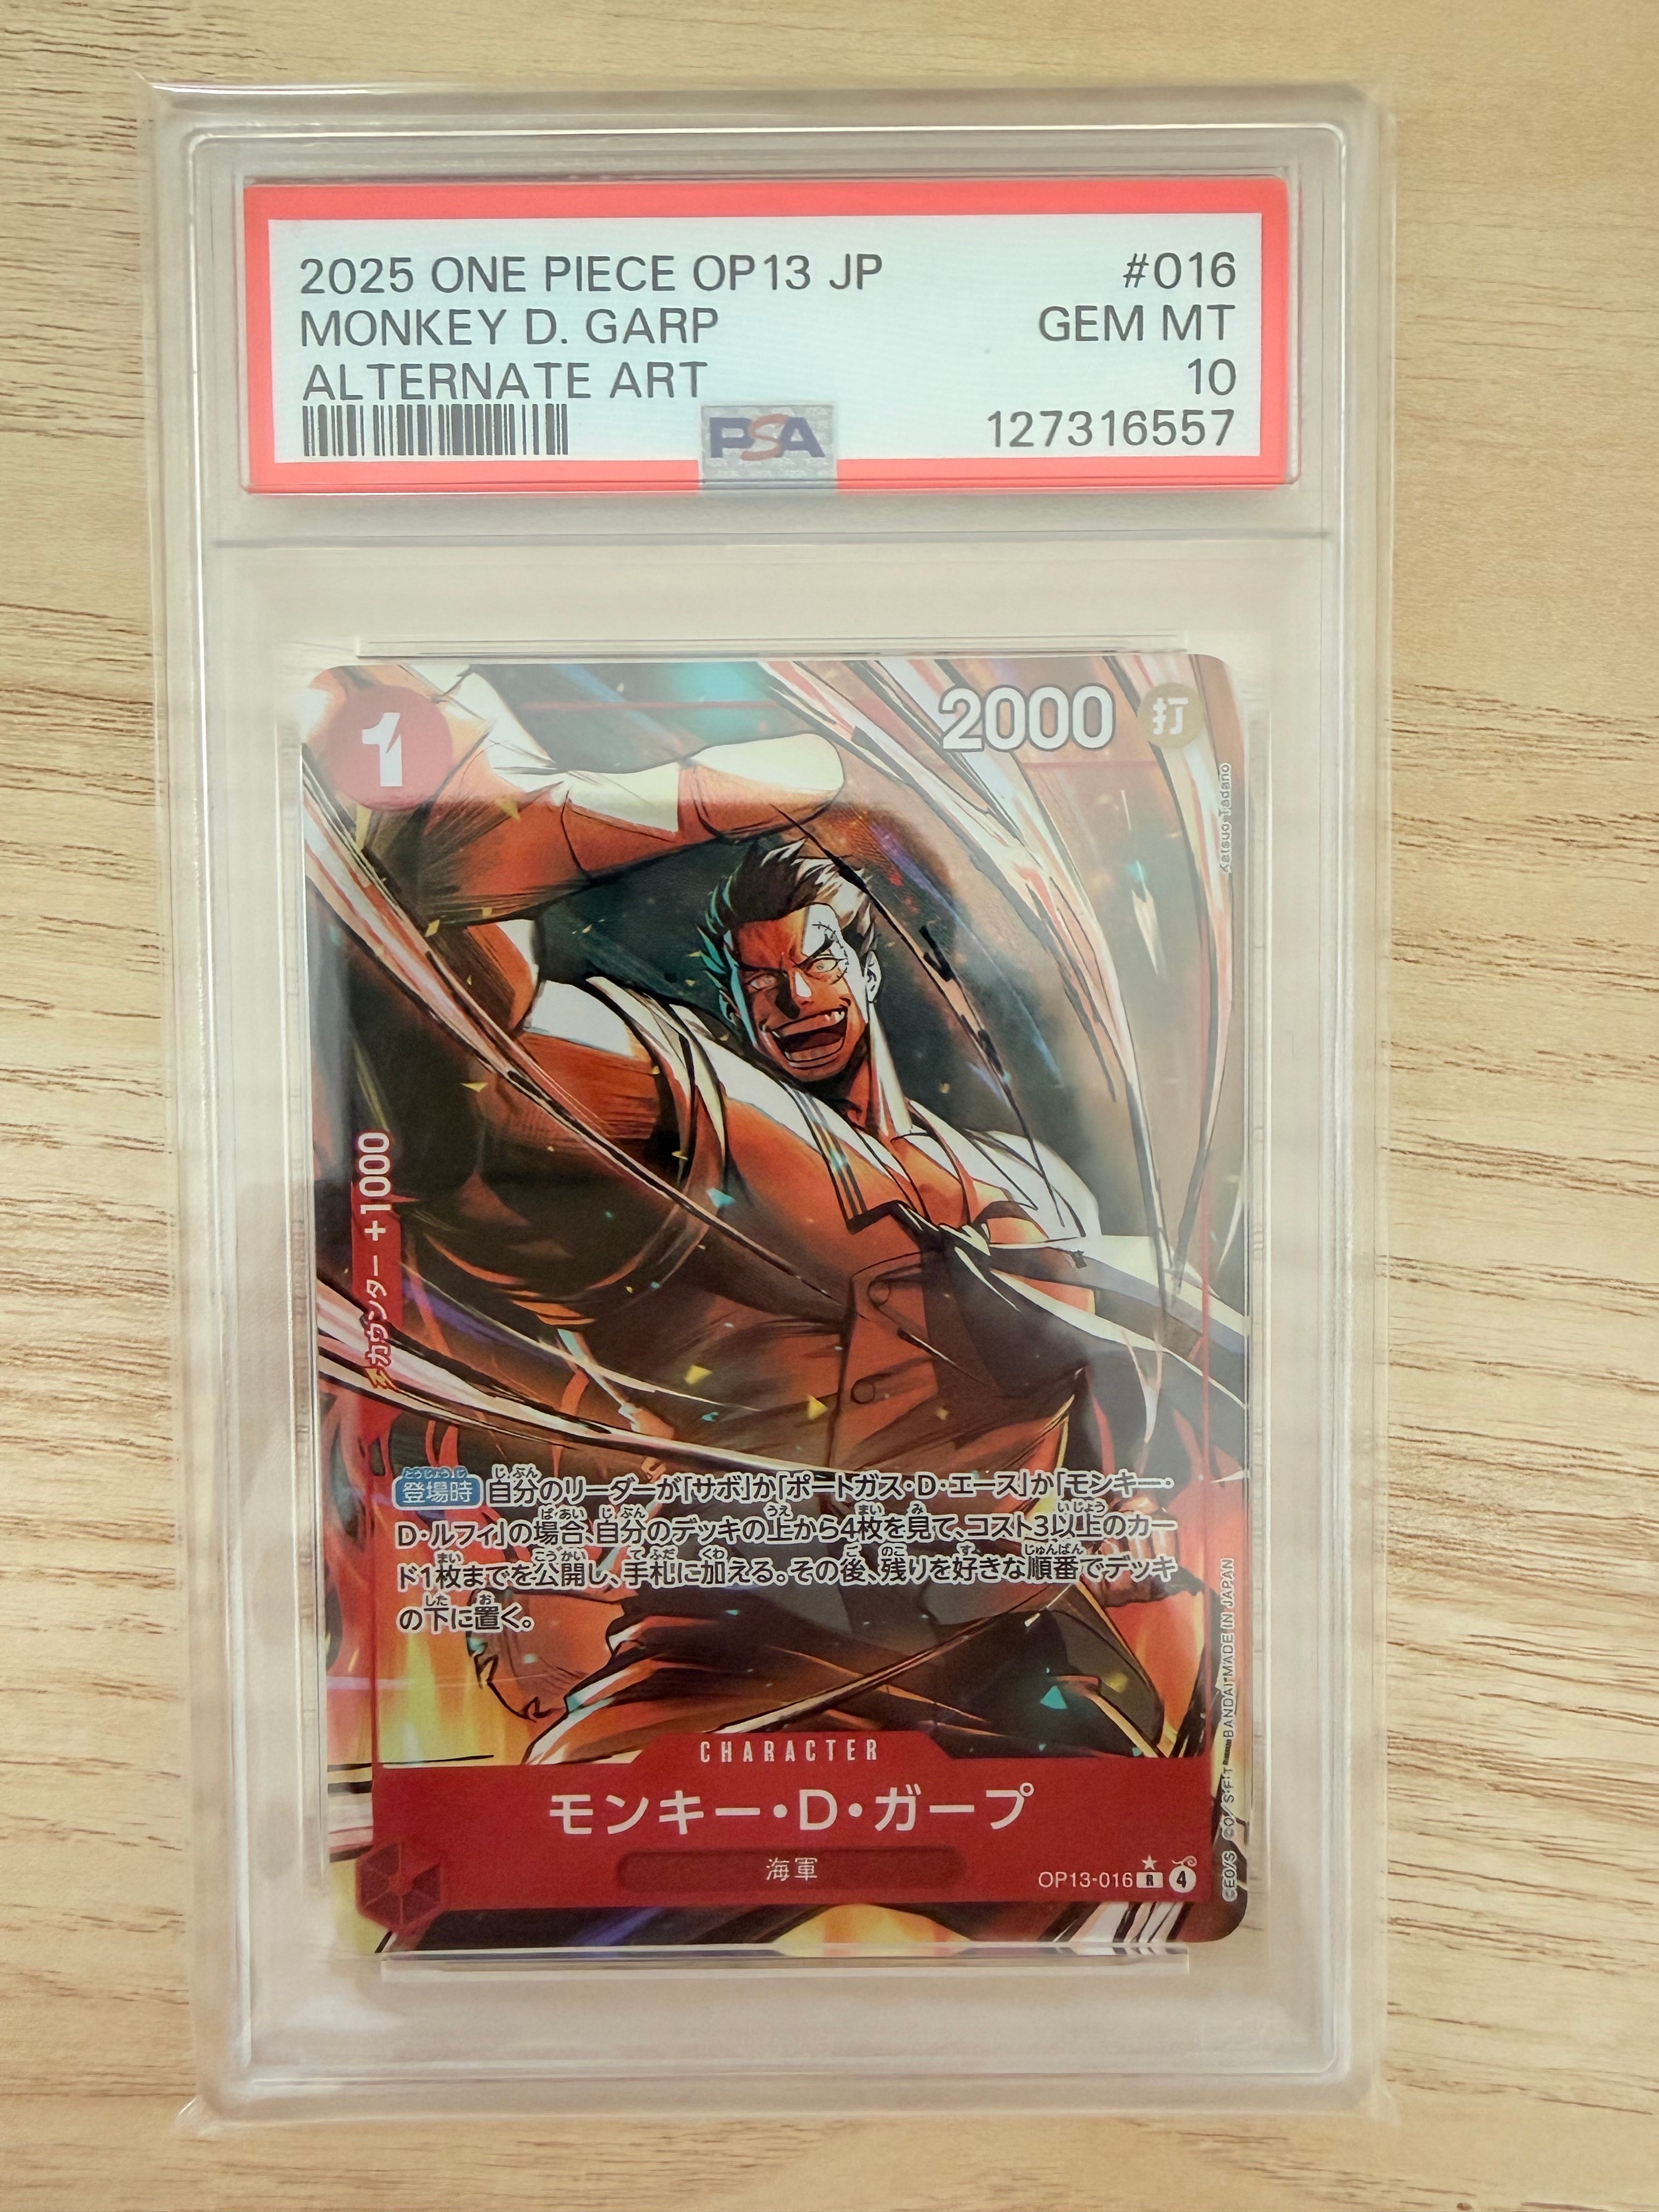 2025 ONE PIECE OP13 JP #016
MONKEY D. GARP GEM MT
ALTERNATE ART 10
PSA 127316557
1
2000 打
Katsuo Tadano
カウンター +1000
登場時 自分のリーダーが「サボ」か「ポートガス・D・エース」か「モンキー・
D・ルフィ」の場合、自分のデッキの上から4枚を見て、コスト3以上のカー
ド1枚までを公開し、手札に加える。その後、残りを好きな順番でデッキ
の下に置く。
CHARACTER
モンキー・D・ガープ
海軍
OP13-016 R 4
BANDAI MADE IN JAPAN